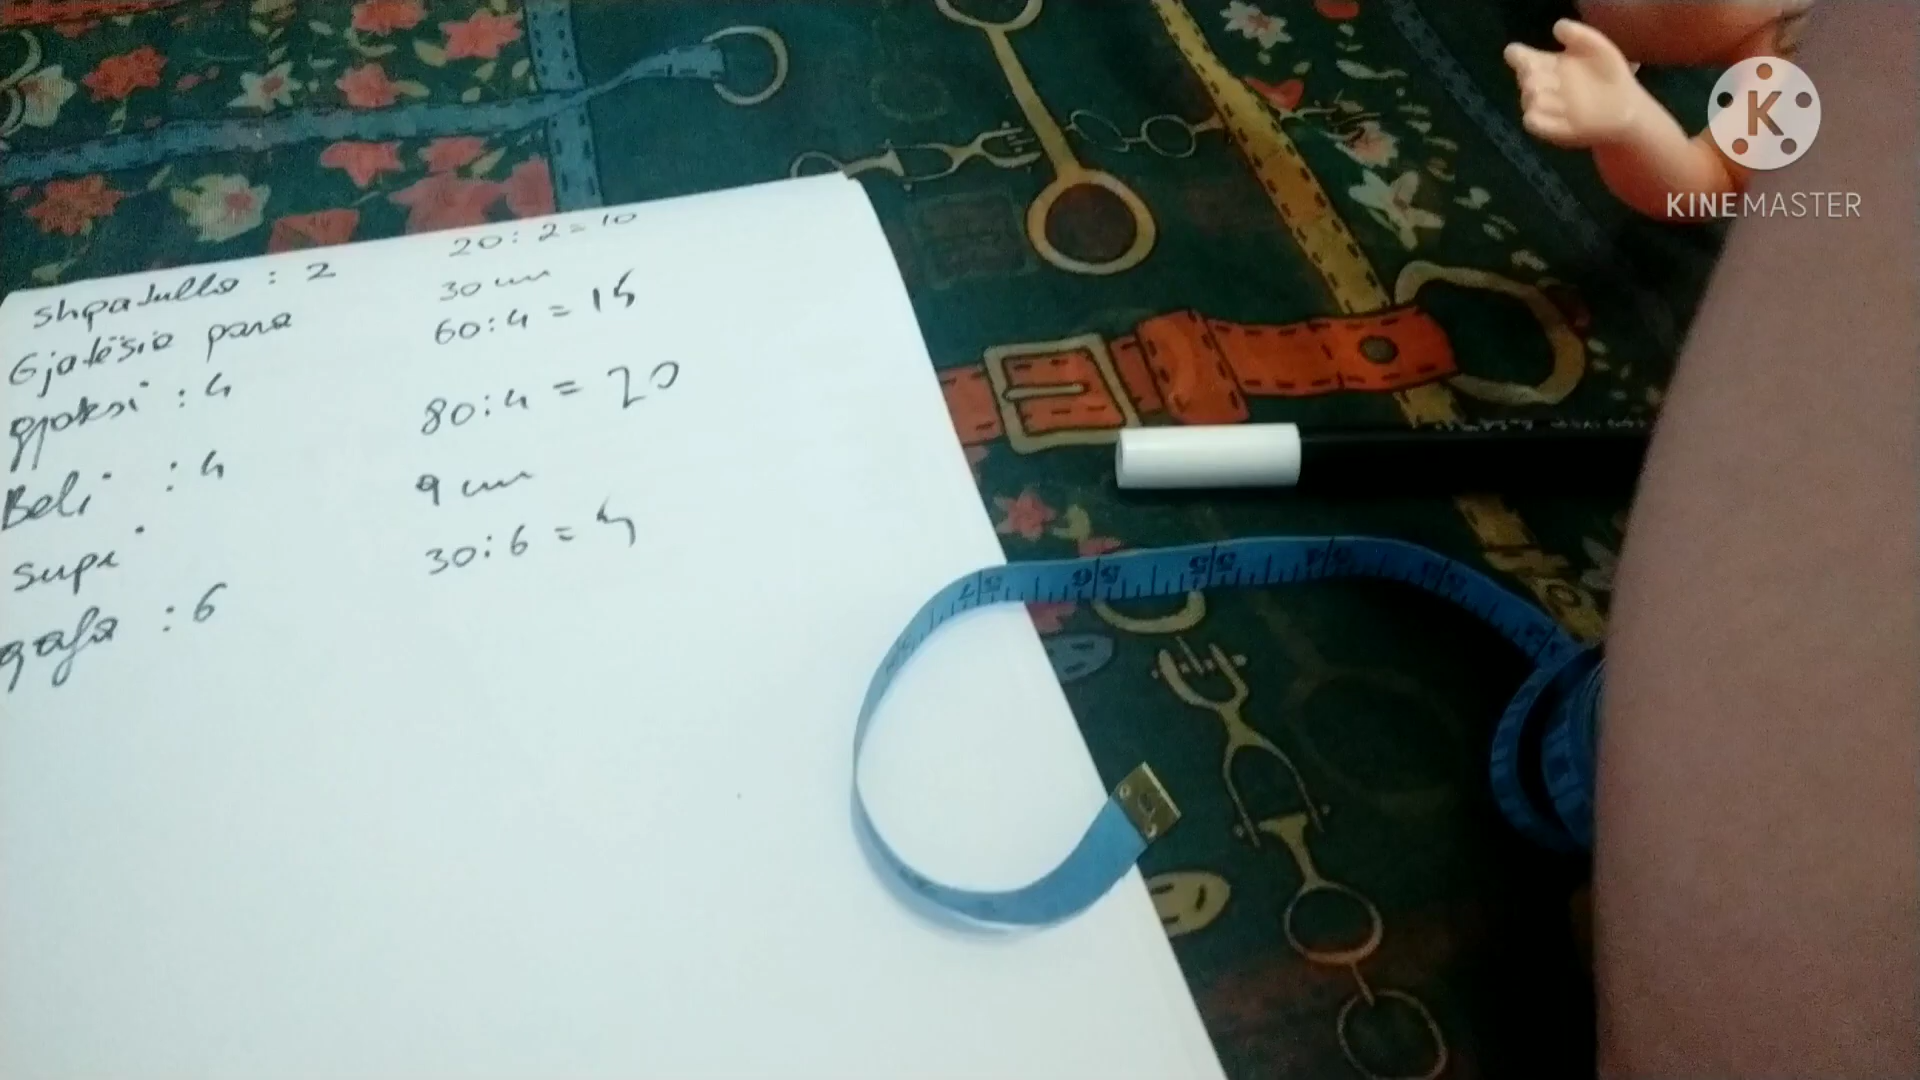 shpatulla : 2 20 : 2 = 10
Gjatësia para 30 cm
gjoksi : 4 60 : 4 = 15
Beli : 4 80 : 4 = 20
supi 9 cm
qafa : 6 30 : 6 = 5
K
KINEMASTER